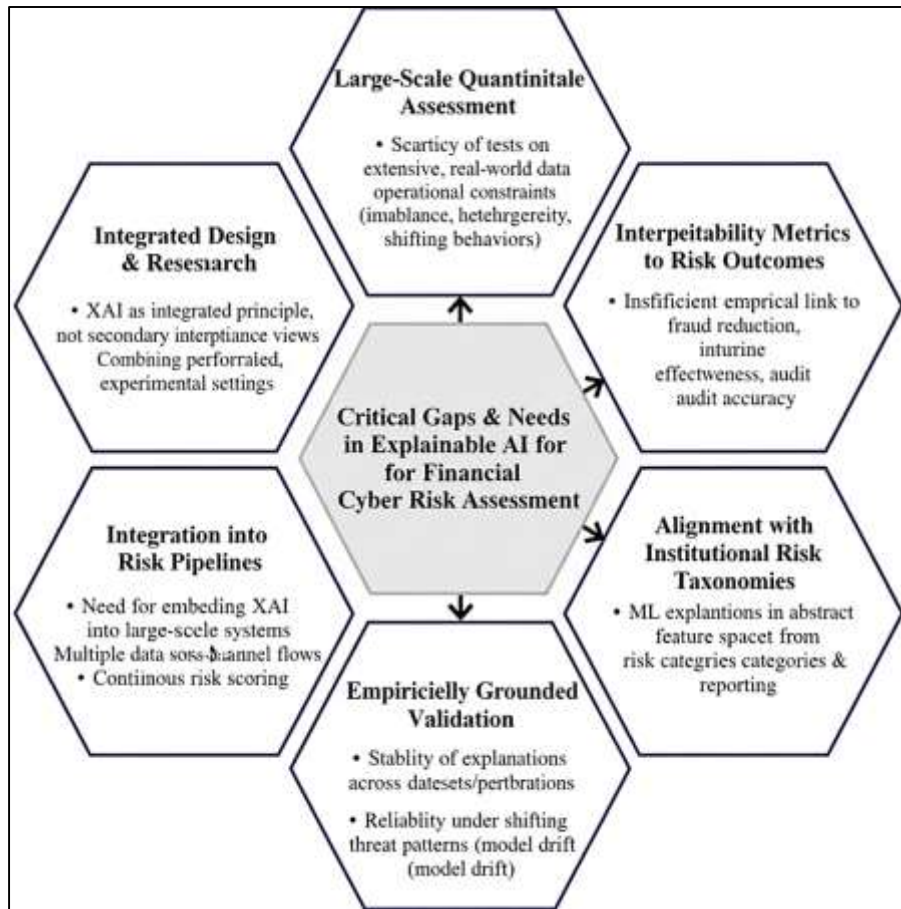 Large-Scale Quantinitale
Assessment
• Scarticy of tests on
extensive, real-world data
operational constraints
(imablance, hetehrgereity,
shifting behaviors)
Integrated Design
& Research
• XAI as integrated principle,
not secondary interptiance views
Combining perforraled,
experimental settings
Interpeitability Metrics
to Risk Outcomes
• Insfificient emprical link to
fraud reduction,
inturine
effectweness, audit
audit accuracy
Critical Gaps & Needs
in Explainable AI for
for Financial
Cyber Risk Assessment
Integration into
Risk Pipelines
• Need for embeding XAI
into large-scele systems
Multiple data flows
• Contiinous risk scoring
Alignment with
Institutional Risk
Taxonomies
• ML explantions in abstract
feature spacet from
risk categries categories &
reporting
Empiricielly Grounded
Validation
• Stablity of explanations
across datesets/pertbrations
• Reliablity under shifting
threat patterns (model drift
(model drift)